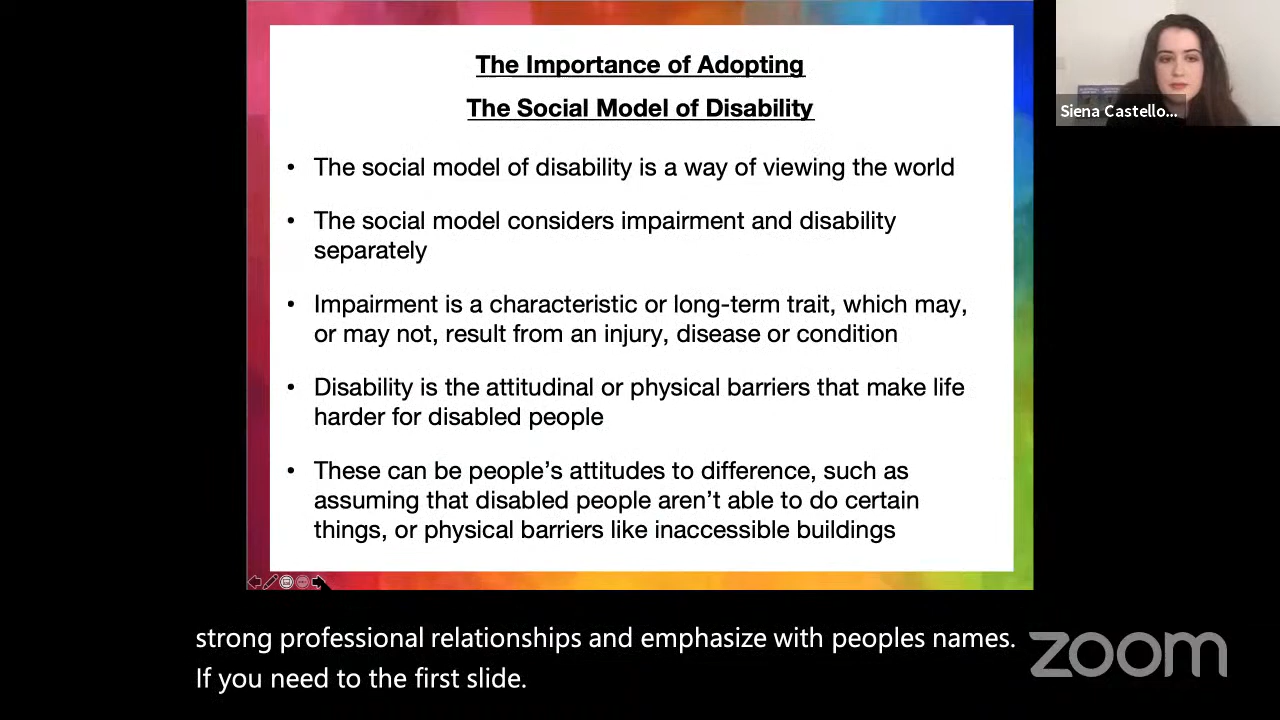 The Importance of Adopting
The Social Model of Disability
• The social model of disability is a way of viewing the world
• The social model considers impairment and disability
separately
• Impairment is a characteristic or long-term trait, which may,
or may not, result from an injury, disease or condition
• Disability is the attitudinal or physical barriers that make life
harder for disabled people
• These can be people’s attitudes to difference, such as
assuming that disabled people aren’t able to do certain
things, or physical barriers like inaccessible buildings
Siena Castello...
strong professional relationships and emphasize with peoples names.
If you need to the first slide.
zoom